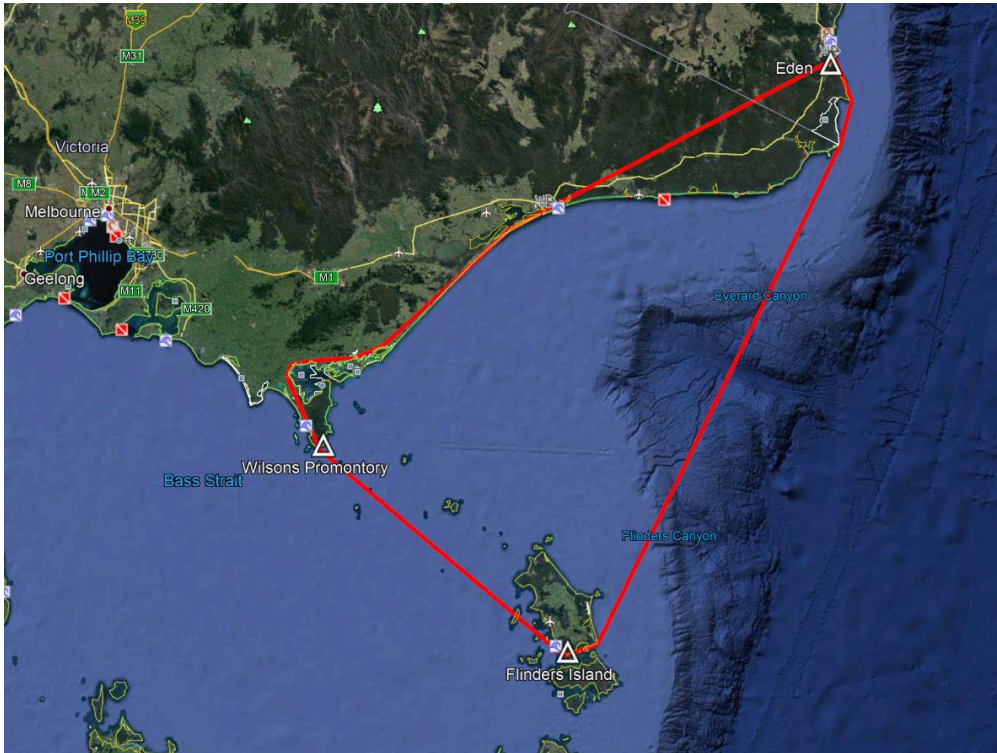 M39
M31
Eden
Victoria
M8
M2
Melbourne
Port Phillip Bay
Geelong
M11
M420
M1
Everard Canyon
Wilsons Promontory
Bass Strait
Flinders Canyon
Flinders Island